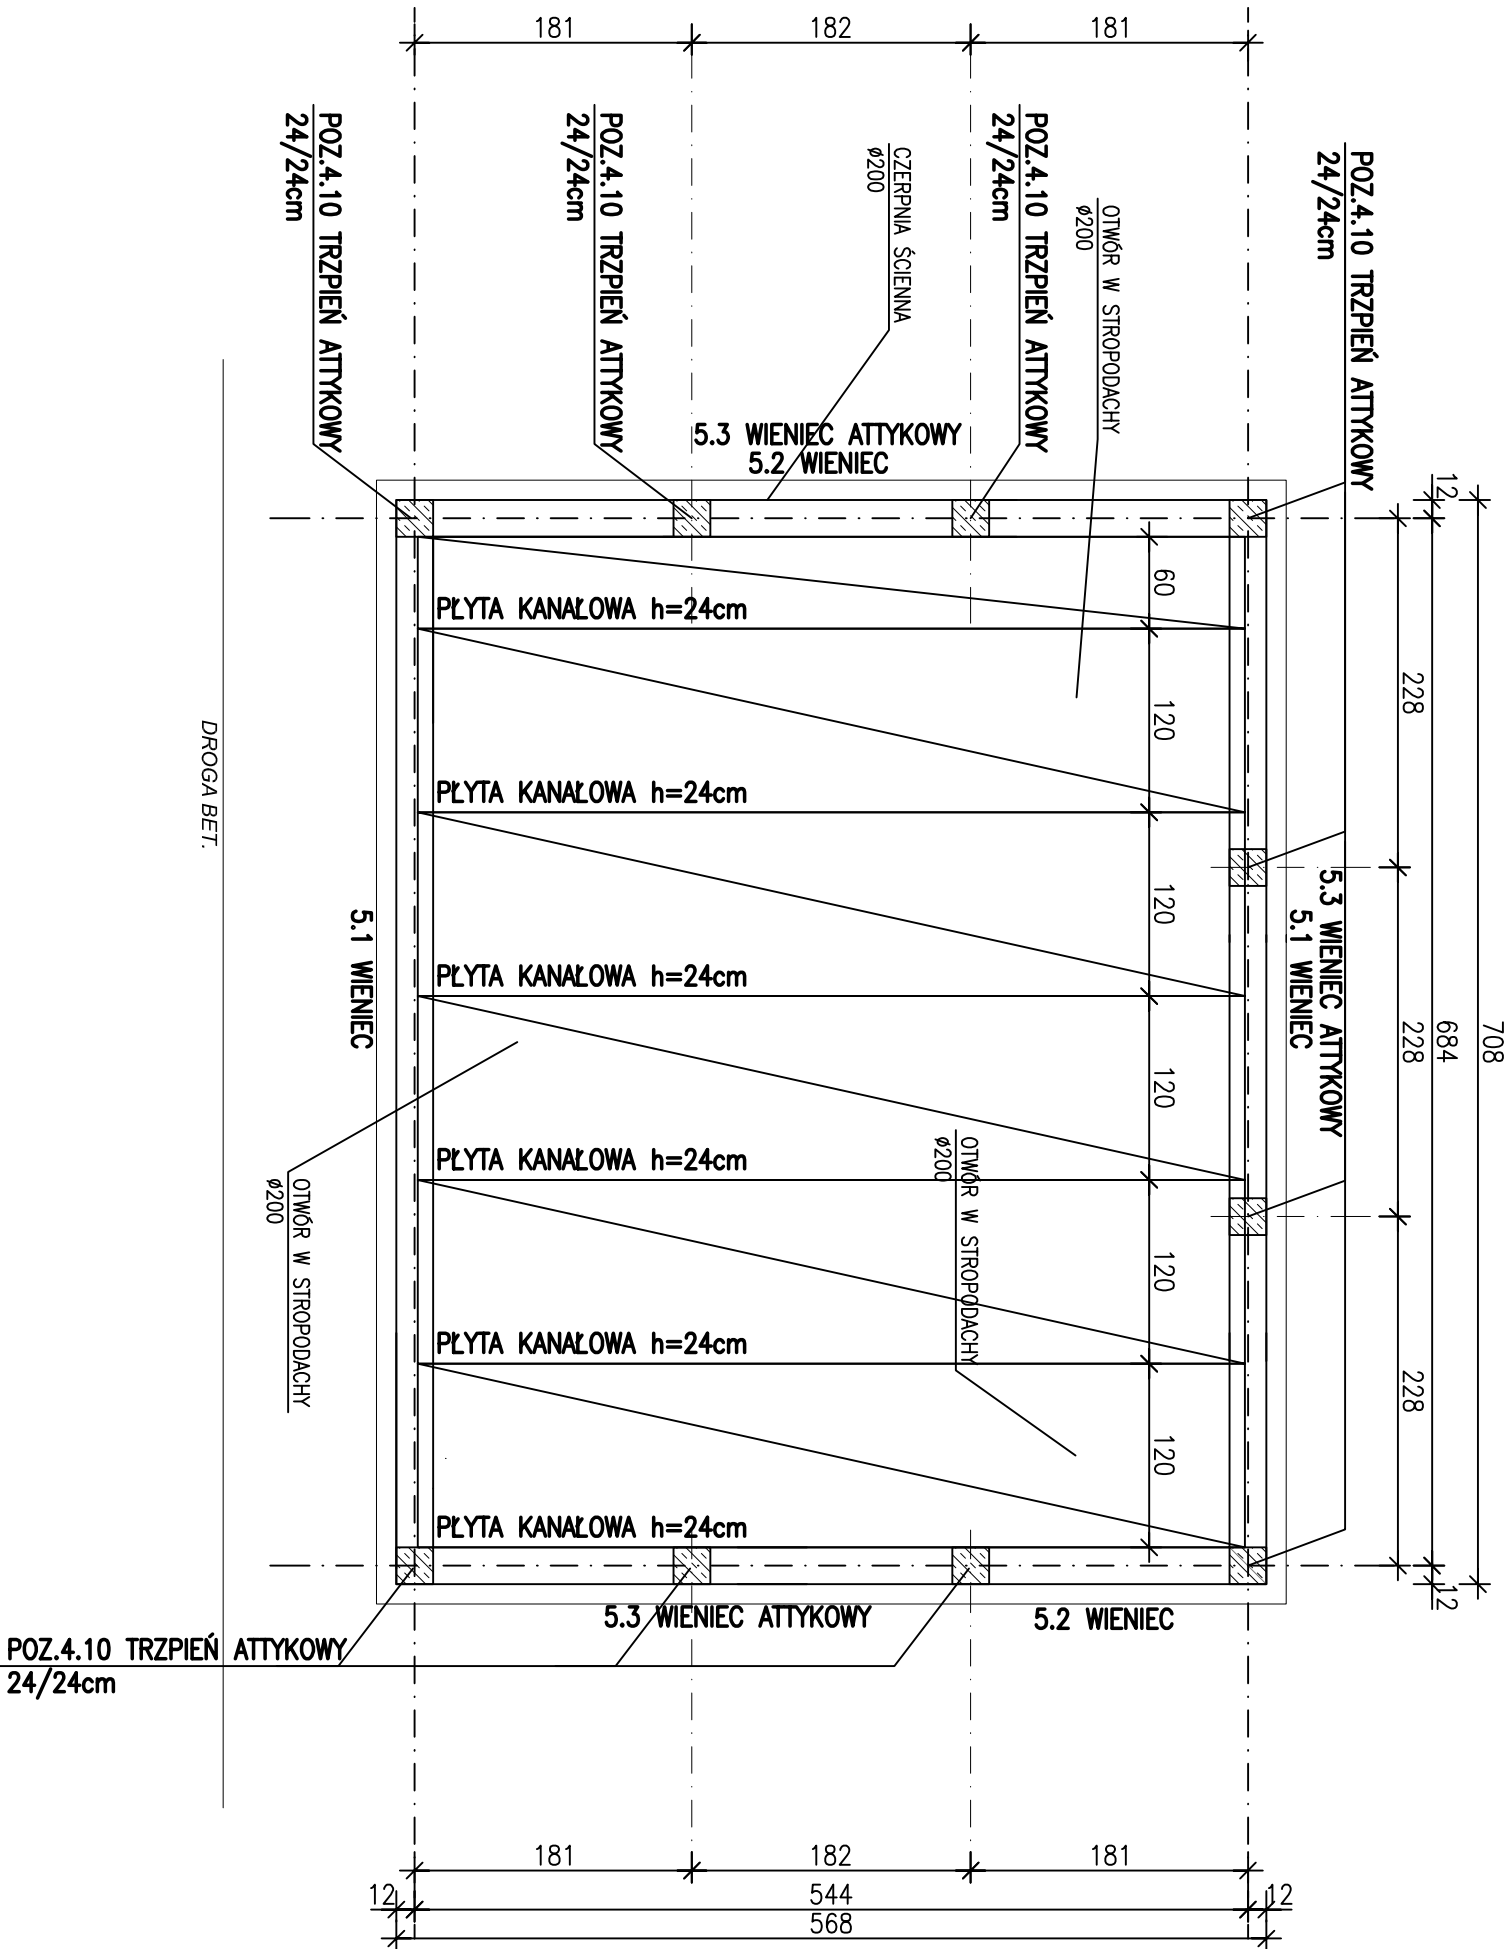 181
182
181
POZ.4.10 TRZPIEŃ ATTYKOWY
24/24cm
POZ.4.10 TRZPIEŃ ATTYKOWY
24/24cm
CZERPNIA ŚCIENNA
ø200
POZ.4.10 TRZPIEŃ ATTYKOWY
24/24cm
OTWÓR W STROPODACHY
ø200
POZ.4.10 TRZPIEŃ ATTYKOWY
24/24cm
5.3 WIENIEC ATTYKOWY
5.2 WIENIEC
12
60
PŁYTA KANAŁOWA h=24cm
228
120
PŁYTA KANAŁOWA h=24cm
DROGA BET.
120
5.3 WIENIEC ATTYKOWY
5.1 WIENIEC
5.1 WIENIEC
PŁYTA KANAŁOWA h=24cm
120
228
684
708
PŁYTA KANAŁOWA h=24cm
OTWÓR W STROPODACHY
ø200
OTWÓR W STROPODACHY
ø200
120
PŁYTA KANAŁOWA h=24cm
228
120
PŁYTA KANAŁOWA h=24cm
12
5.3 WIENIEC ATTYKOWY
5.2 WIENIEC
POZ.4.10 TRZPIEŃ ATTYKOWY
24/24cm
181
182
181
12
544
12
568